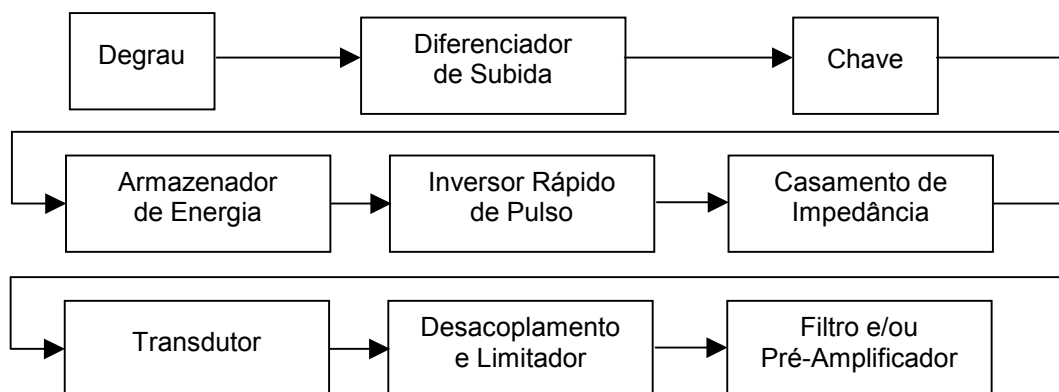 Degrau
Diferenciador
de Subida
Chave
Armazenador
de Energia
Inversor Rápido
de Pulso
Casamento de
Impedância
Transdutor
Desacoplamento
e Limitador
Filtro e/ou
Pré-Amplificador